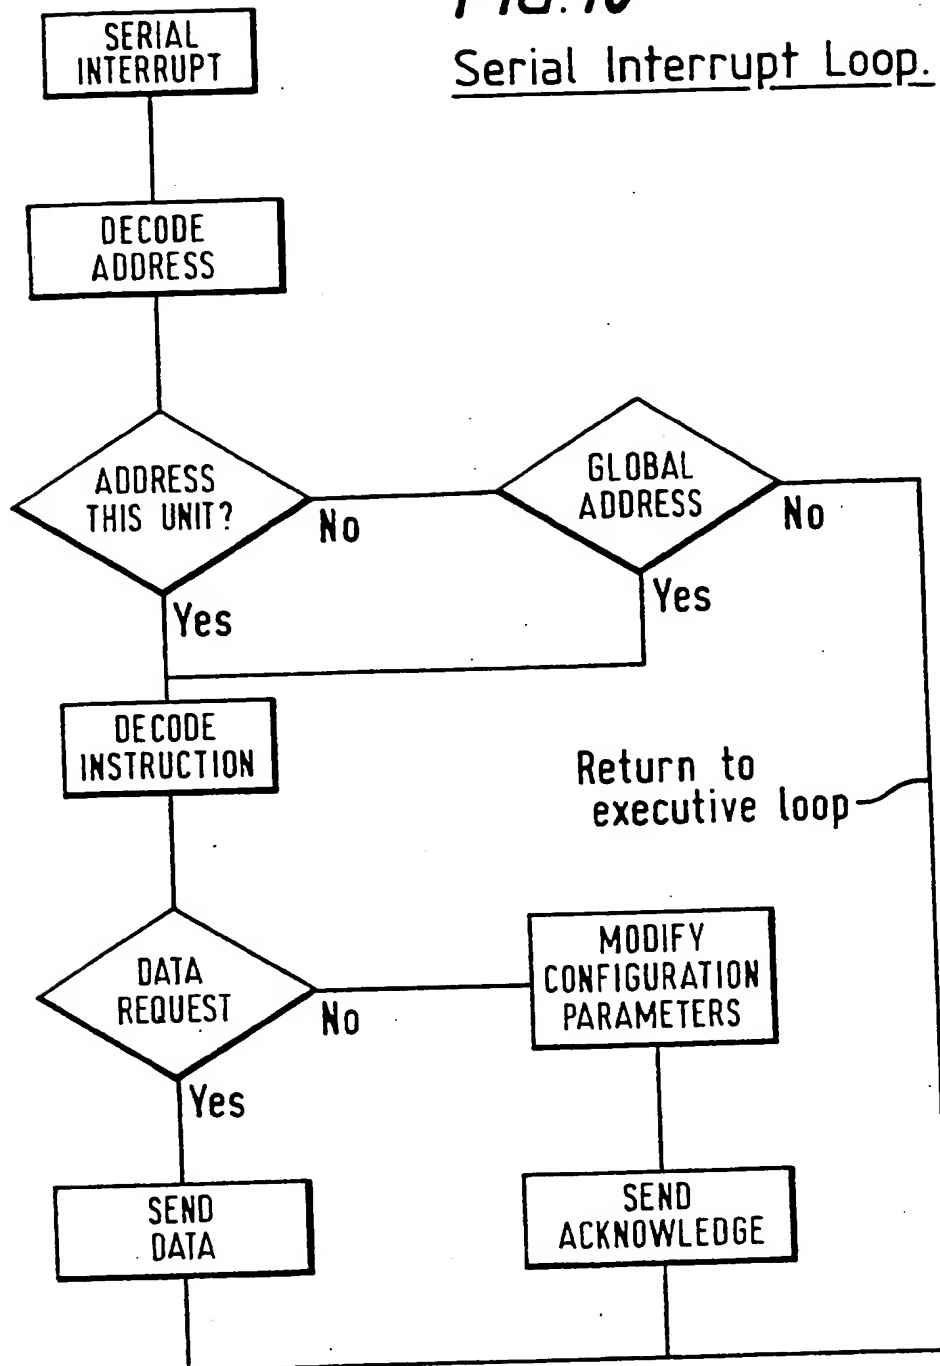 Serial Interrupt Loop.
SERIAL
INTERRUPT
DECODE
ADDRESS
ADDRESS
THIS UNIT?
No
Yes
GLOBAL
ADDRESS
No
Yes
DECODE
INSTRUCTION
Return to
executive loop
DATA
REQUEST
No
Yes
MODIFY
CONFIGURATION
PARAMETERS
SEND
DATA
SEND
ACKNOWLEDGE